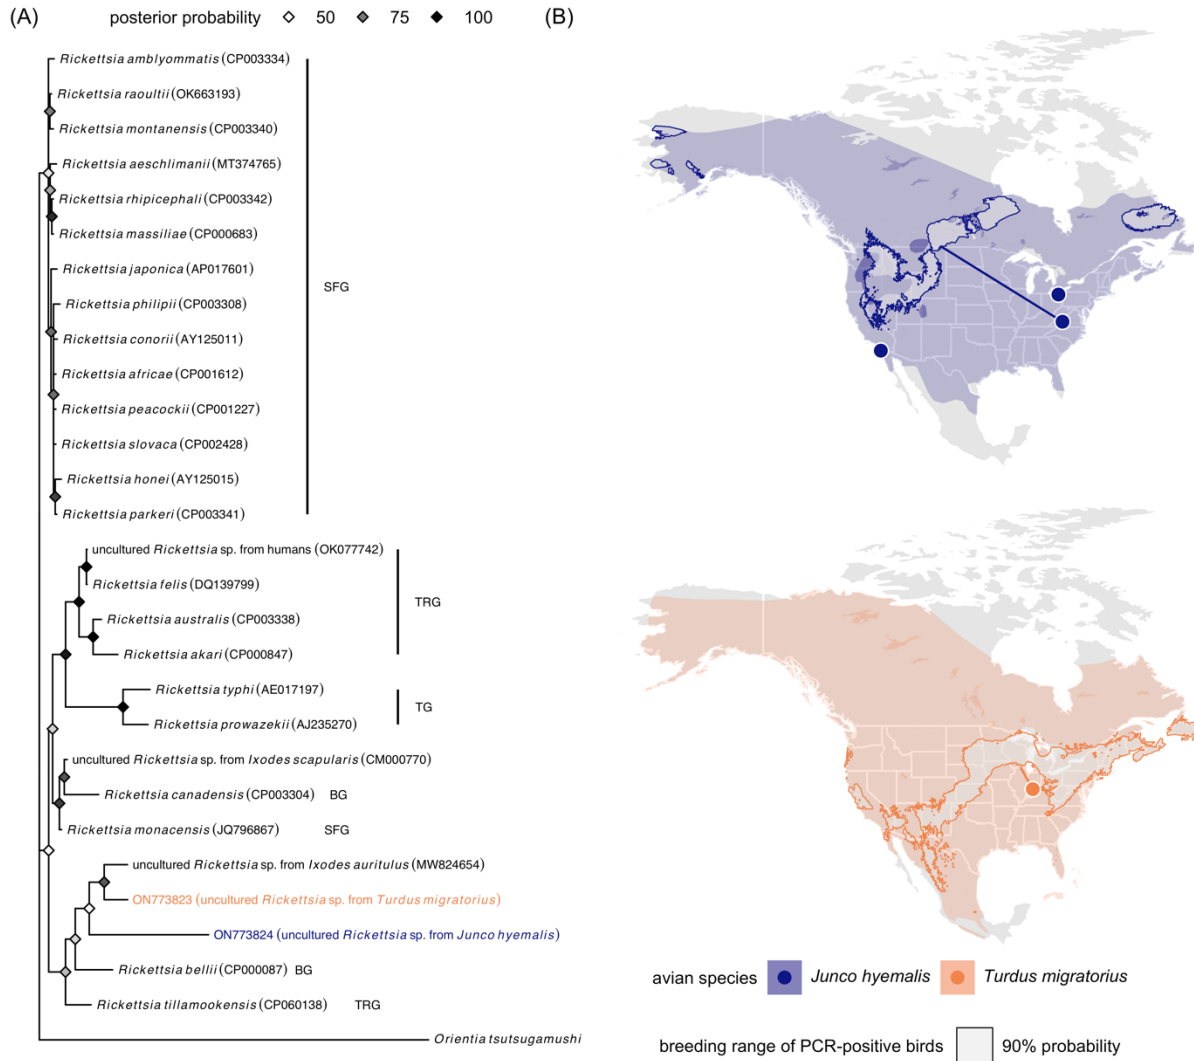 (A) posterior probability 50 75 100 (B)
Rickettsia amblyommatis (CP003334)
Rickettsia raoultii (OK663193)
Rickettsia montanensis (CP003340)
Rickettsia aeschlimanii (MT374765)
Rickettsia rhipicephali (CP003342)
Rickettsia massiliae (CP000683)
Rickettsia japonica (AP017601)
SFG
Rickettsia philipii (CP003308)
Rickettsia conorii (AY125011)
Rickettsia africae (CP001612)
Rickettsia peacockii (CP001227)
Rickettsia slovaca (CP002428)
Rickettsia honei (AY125015)
Rickettsia parkeri (CP003341)
uncultured Rickettsia sp. from humans (OK077742)
Rickettsia felis (DQ139799)
TRG
Rickettsia australis (CP003338)
Rickettsia akari (CP000847)
Rickettsia typhi (AE017197)
TG
Rickettsia prowazekii (AJ235270)
uncultured Rickettsia sp. from Ixodes scapularis (CM000770)
Rickettsia canadensis (CP003304) BG
Rickettsia monacensis (JQ796867) SFG
uncultured Rickettsia sp. from Ixodes auritulus (MW824654)
ON773823 (uncultured Rickettsia sp. from Turdus migratorius)
ON773824 (uncultured Rickettsia sp. from Junco hyemalis)
Rickettsia bellii (CP000087) BG
Rickettsia tillamookensis (CP060138) TRG
Orientia tsutsugamushi
avian species Junco hyemalis Turdus migratorius
breeding range of PCR-positive birds 90% probability